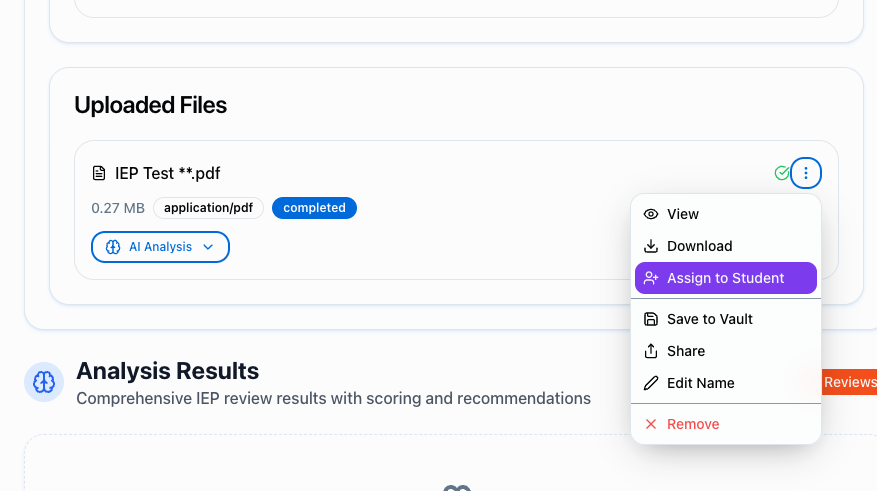 Uploaded Files
IEP Test **.pdf
0.27 MB application/pdf completed
AI Analysis
View
Download
Assign to Student
Save to Vault
Share
Edit Name
Remove
Analysis Results
Comprehensive IEP review results with scoring and recommendations
Reviews